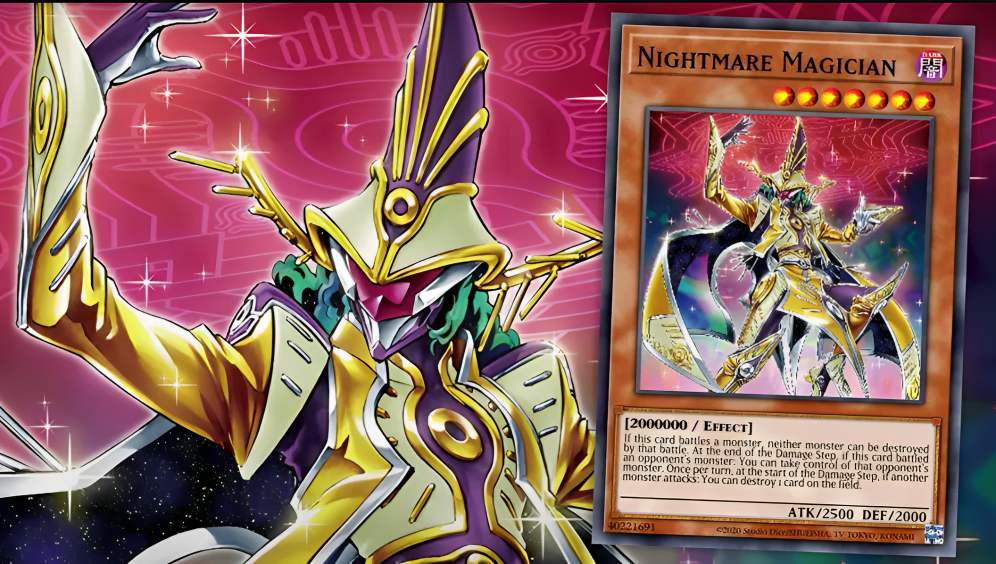 NIGHTMARE MAGICIAN
DARK
闇
[2000000 / EFFECT]
If this card battles a monster, neither monster can be destroyed
by that battle. At the end of the Damage Step, if this card battled
an opponent's monster: You can take control of that opponent's
monster. Once per turn, at the start of the Damage Step, if another
monster attacks: You can destroy 1 card on the field.
ATK/2500 DEF/2000
40221691
©2020 Studio Dice/SHUEISHA, TV TOKYO, KONAMI